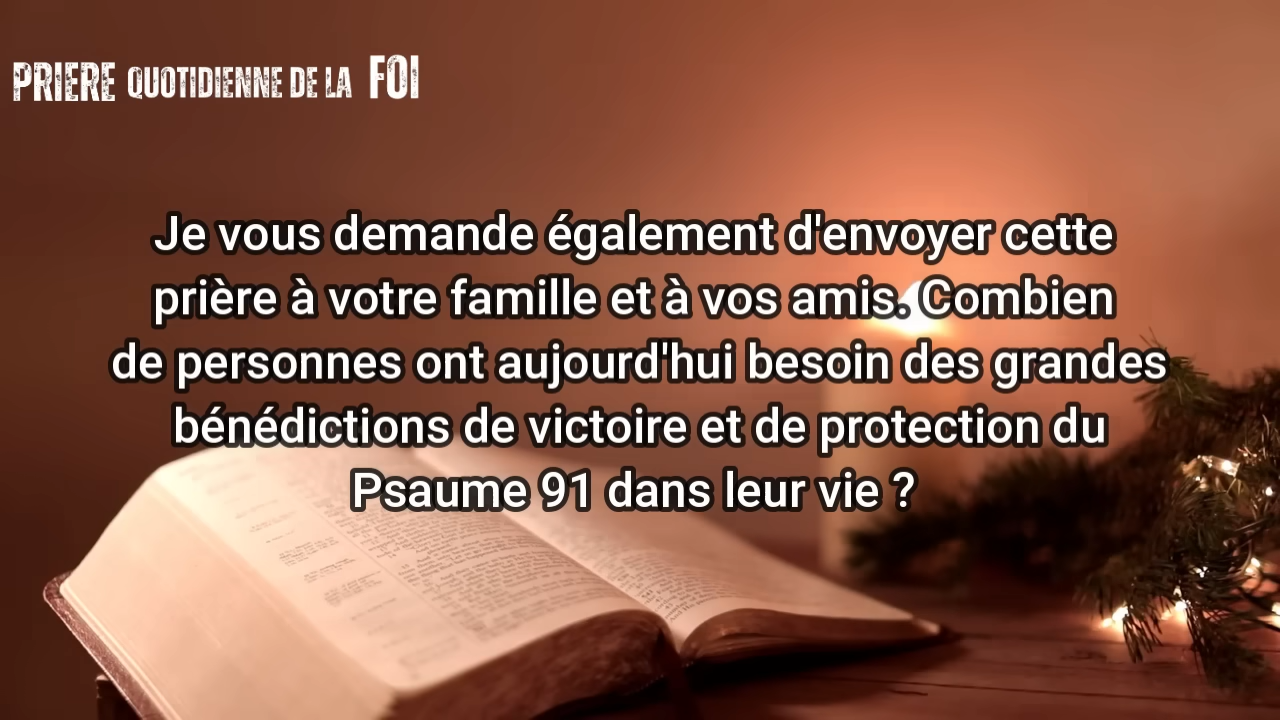 PRIERE QUOTIDIENNE DE LA FOI
Je vous demande également d'envoyer cette
prière à votre famille et à vos amis. Combien
de personnes ont aujourd'hui besoin des grandes
bénédictions de victoire et de protection du
Psaume 91 dans leur vie ?